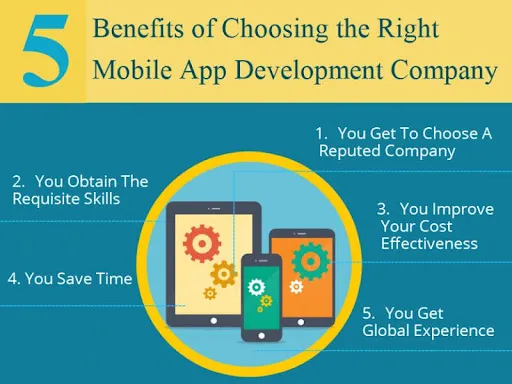 5
Benefits of Choosing the Right
Mobile App Development Company
1. You Get To Choose A
Reputed Company
2. You Obtain The
Requisite Skills
3. You Improve
Your Cost
Effectiveness
4. You Save Time
5. You Get
Global Experience